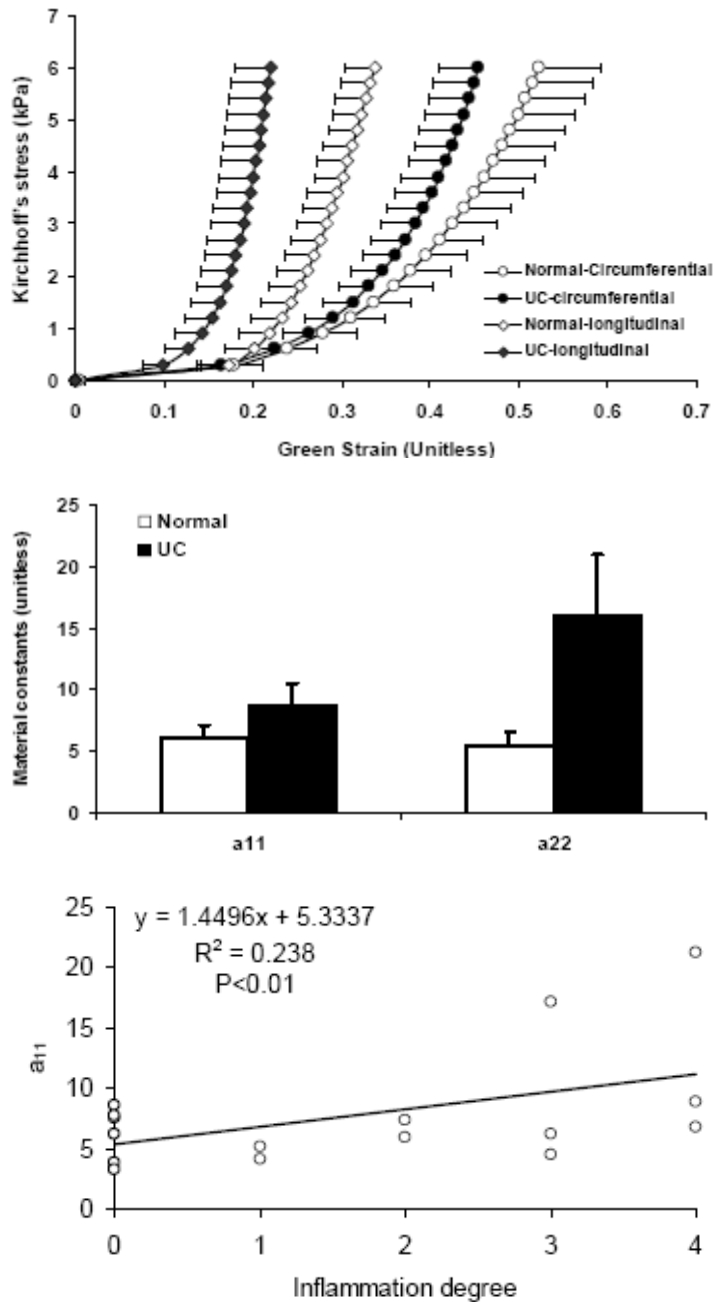 7
6
5
4
3
2
1
0
Kirchhoff's stress (kPa)
Normal-Circumferential
UC-circumferential
Normal-longitudinal
UC-longitudinal
0 0.1 0.2 0.3 0.4 0.5 0.6 0.7
Green Strain (Unitless)
25
20
15
10
5
0
Material constants (unitless)
Normal
UC
a11 a22
25
20
15
10
5
0
a11
y = 1.4496x + 5.3337
R² = 0.238
P<0.01
0 1 2 3 4
Inflammation degree